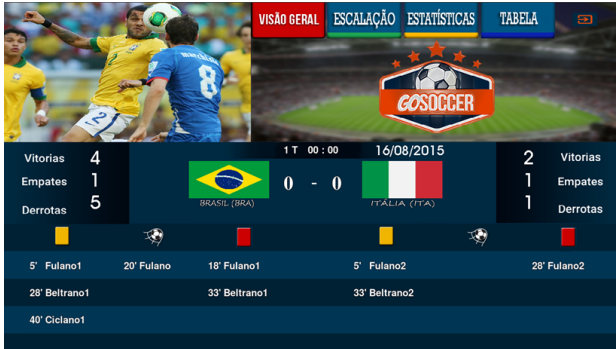 VISÃO GERAL ESCALAÇÃO ESTATÍSTICAS TABELA
2
8
GOSOCCER
1 T 00 : 00 16/08/2015
Vitorias 4 2 Vitorias
Empates 1 0 - 0 1 Empates
Derrotas 5 BRASIL (BRA) ITÁLIA (ITA) 1 Derrotas
5' Fulano1 20' Fulano 18' Fulano1 5' Fulano2 28' Fulano2
28' Beltrano1 33' Beltrano1 33' Beltrano2
40' Ciclano1